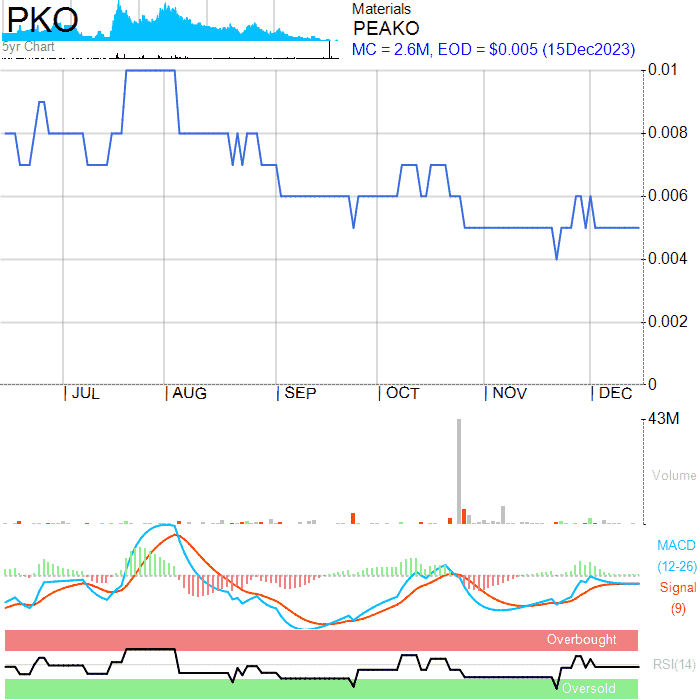 PKO
5yr Chart
Materials
PEAKO
MC = 2.6M, EOD = $0.005 (15Dec2023)
0.01
0.008
0.006
0.004
0.002
0
| JUL | AUG | SEP | OCT | NOV | DEC
43M
Volume
MACD
(12-26)
Signal
(9)
Overbought
RSI(14)
Oversold